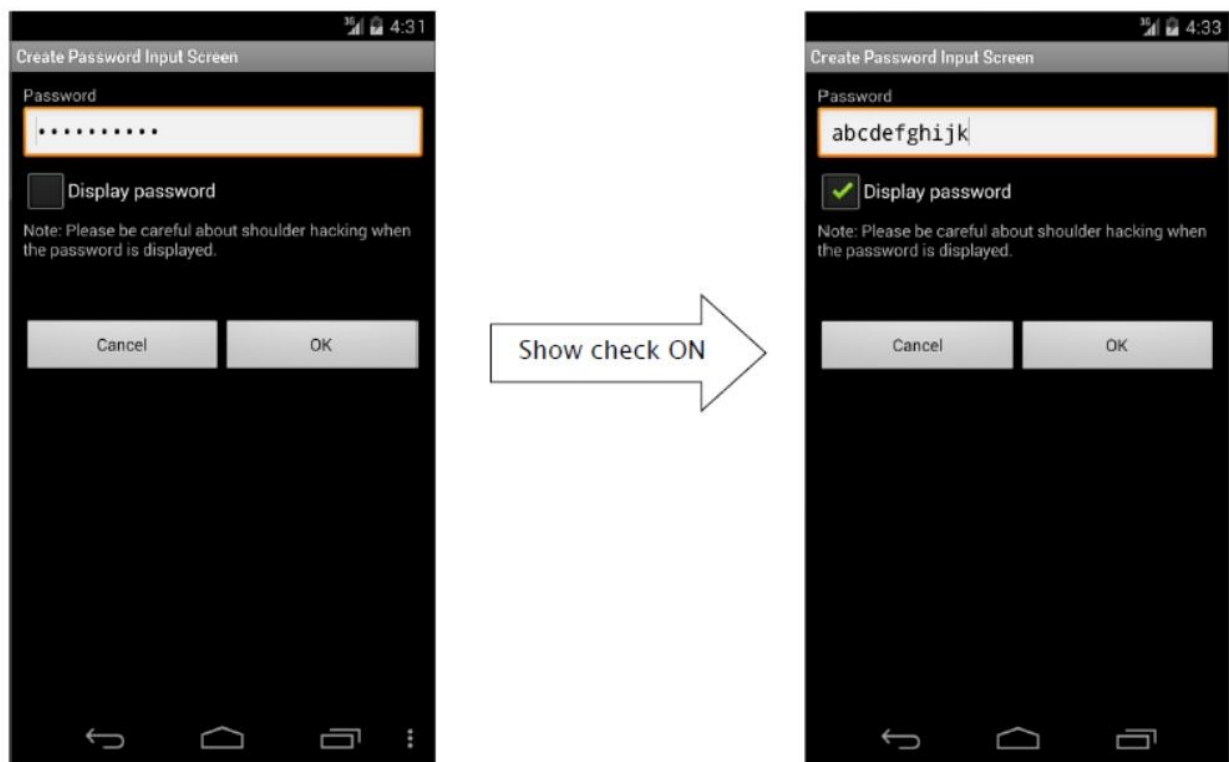 4:31
Create Password Input Screen
Password
••••••••••
Display password
Note: Please be careful about shoulder hacking when
the password is displayed.
Cancel OK
Show check ON
4:33
Create Password Input Screen
Password
abcdefghijk
Display password
Note: Please be careful about shoulder hacking when
the password is displayed.
Cancel OK